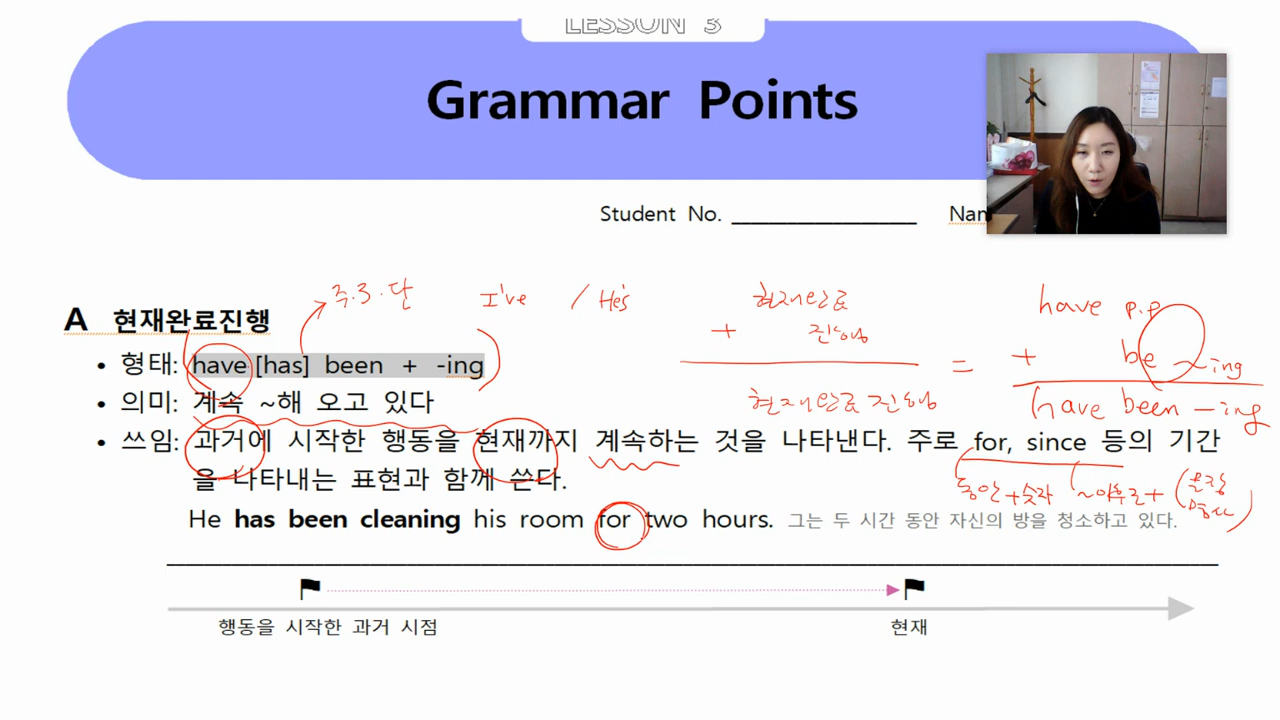 LESSON 3
Grammar Points
Student No. ________________ Nam
주.3.단 I've / He's 현재완료 have p.p
+ 진행 + be ~ing
= have been -ing
현재완료 진행
A 현재완료진행
• 형태: have [has] been + -ing
• 의미: 계속 ~해 오고 있다
• 쓰임: 과거에 시작한 행동을 현재까지 계속하는 것을 나타낸다. 주로 for, since 등의 기간
을 나타내는 표현과 함께 쓴다.
동안+숫자 ~이후로+ (문장
명사)
He has been cleaning his room for two hours. 그는 두 시간 동안 자신의 방을 청소하고 있다.
행동을 시작한 과거 시점 현재